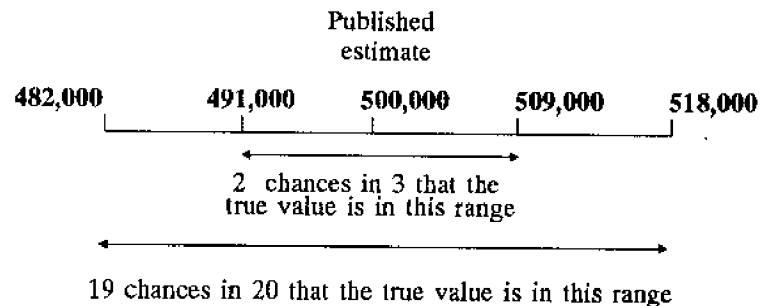 Published
estimate
482,000 491,000 500,000 509,000 518,000
2 chances in 3 that the
true value is in this range
19 chances in 20 that the true value is in this range